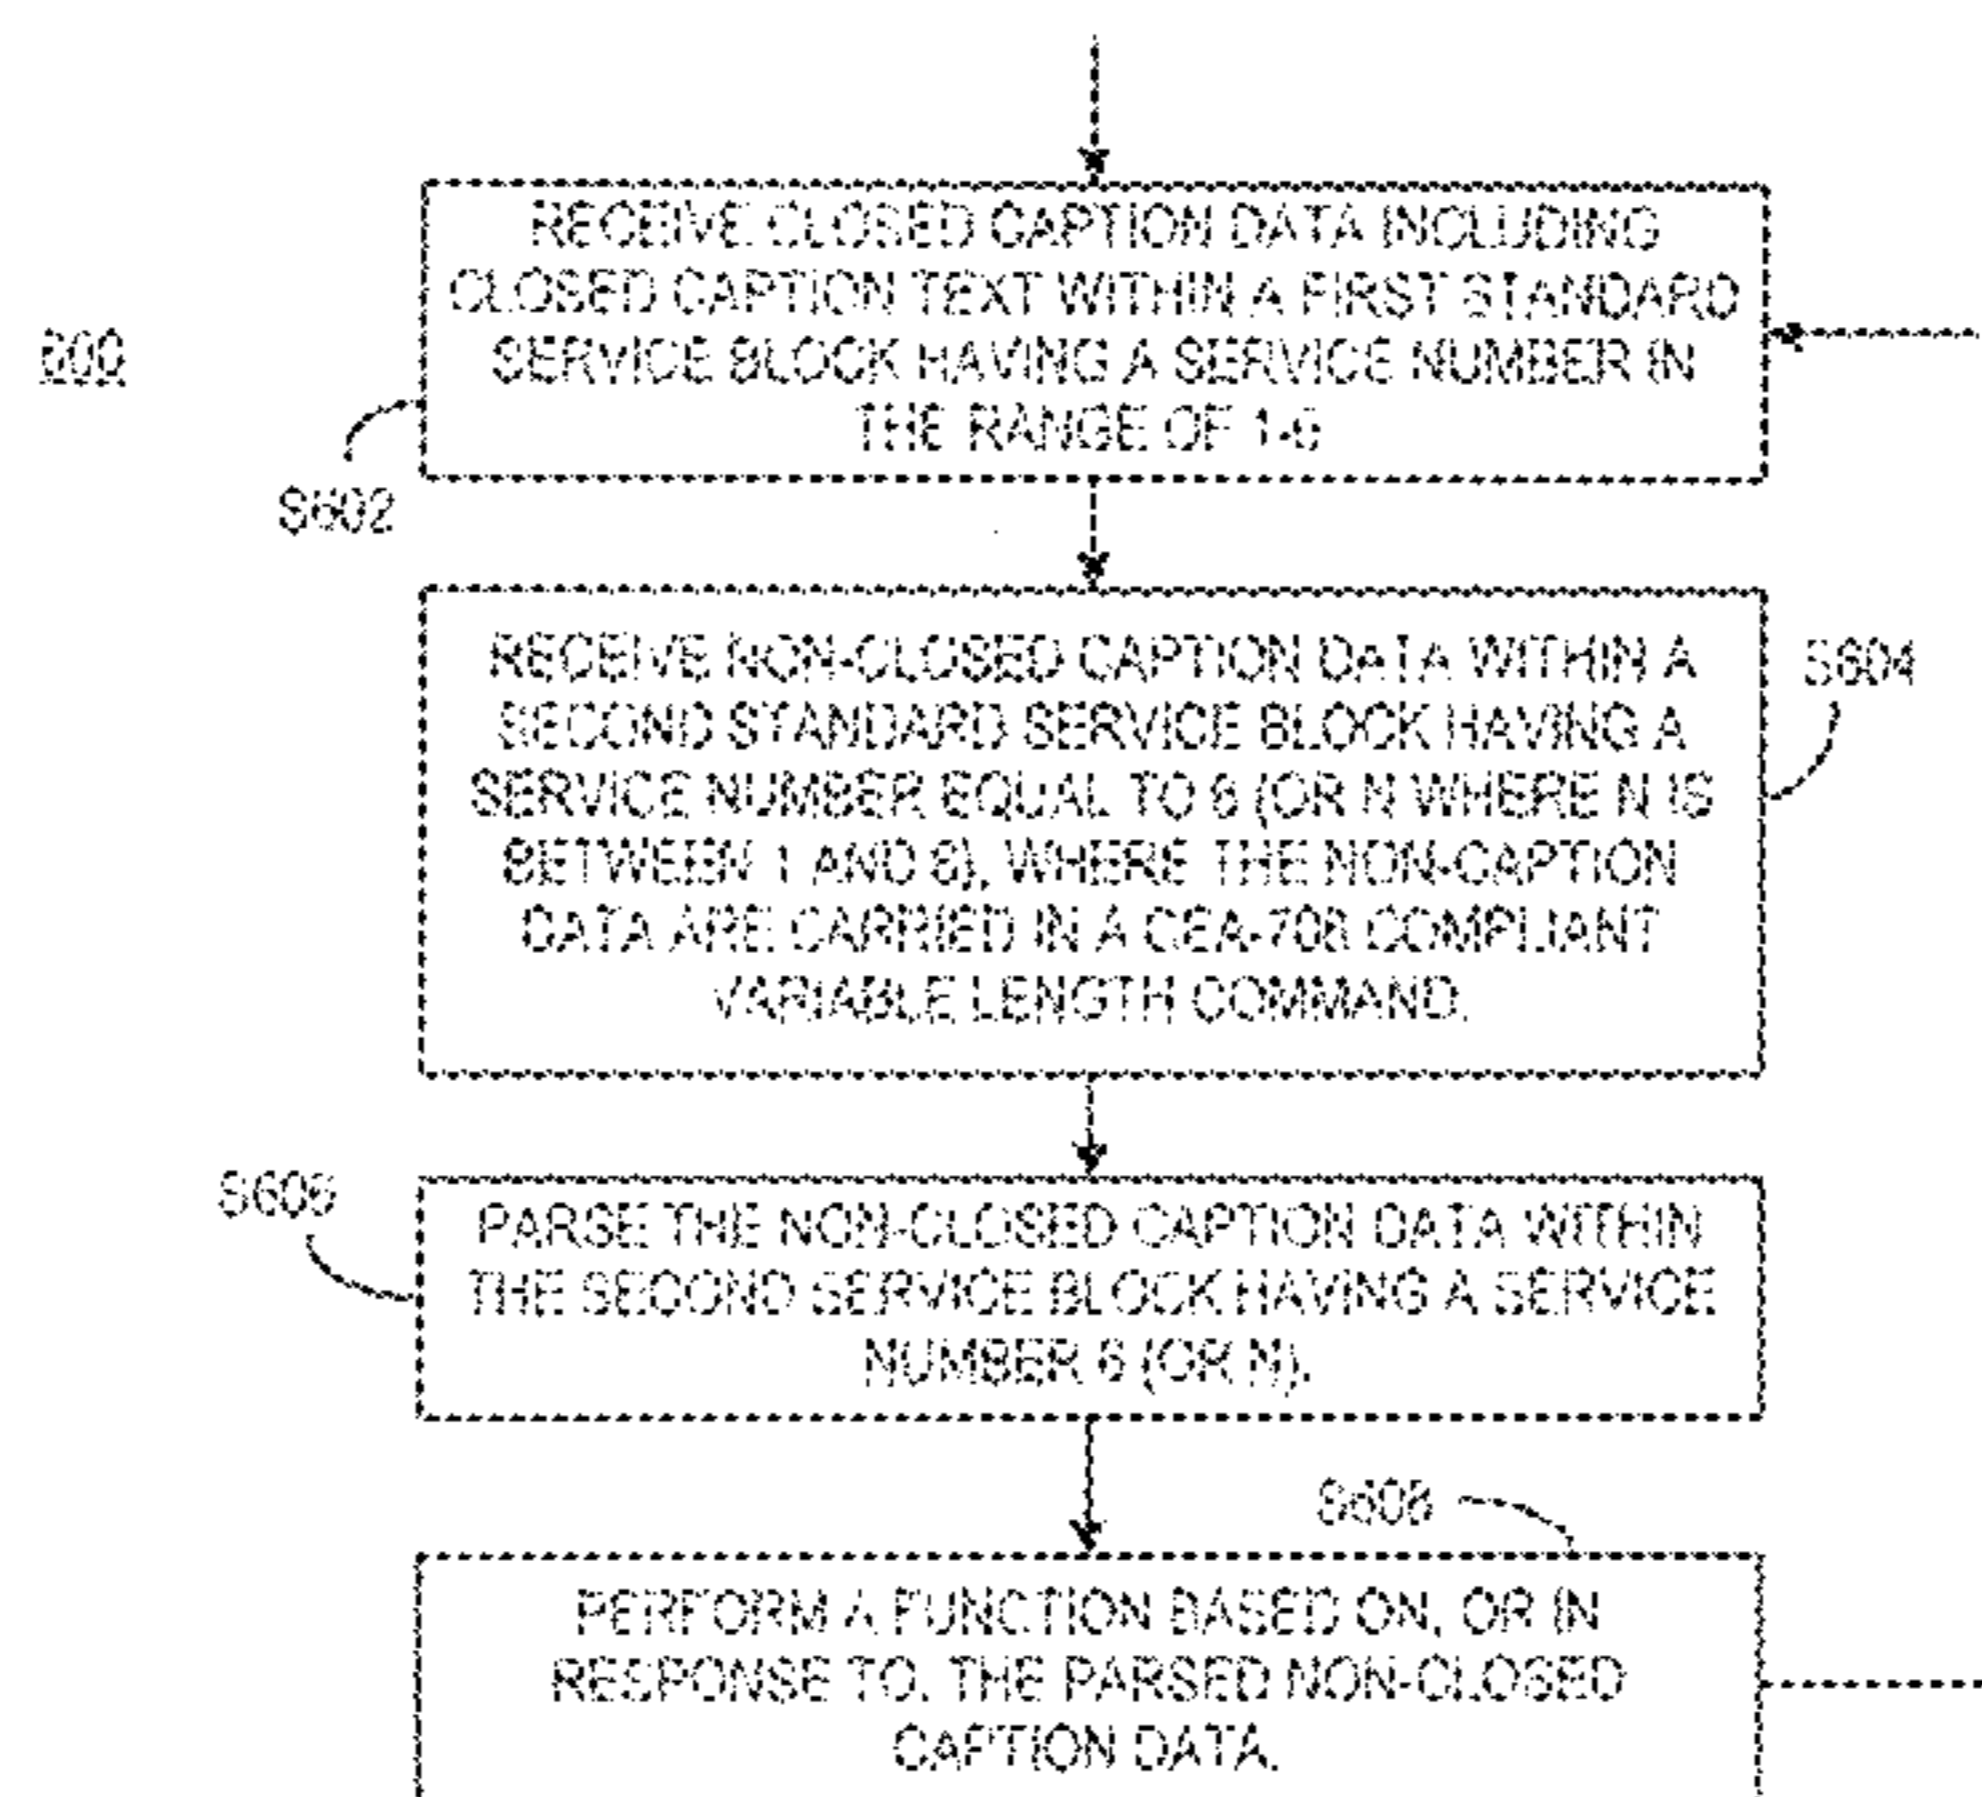 600
RECEIVE CLOSED CAPTION DATA INCLUDING
CLOSED CAPTION TEXT WITHIN A FIRST STANDARD
SERVICE BLOCK HAVING A SERVICE NUMBER IN
THE RANGE OF 1-6
S602
RECEIVE NON-CLOSED CAPTION DATA WITHIN A
SECOND STANDARD SERVICE BLOCK HAVING A
SERVICE NUMBER EQUAL TO 6 (OR N WHERE N IS
BETWEEN 1 AND 6), WHERE THE NON-CAPTION
DATA ARE CARRIED IN A CEA-708 COMPLIANT
VARIABLE LENGTH COMMAND.
S604
S606
PARSE THE NON-CLOSED CAPTION DATA WITHIN
THE SECOND SERVICE BLOCK HAVING A SERVICE
NUMBER 6 (OR N).
S608
PERFORM A FUNCTION BASED ON, OR IN
RESPONSE TO, THE PARSED NON-CLOSED
CAPTION DATA.